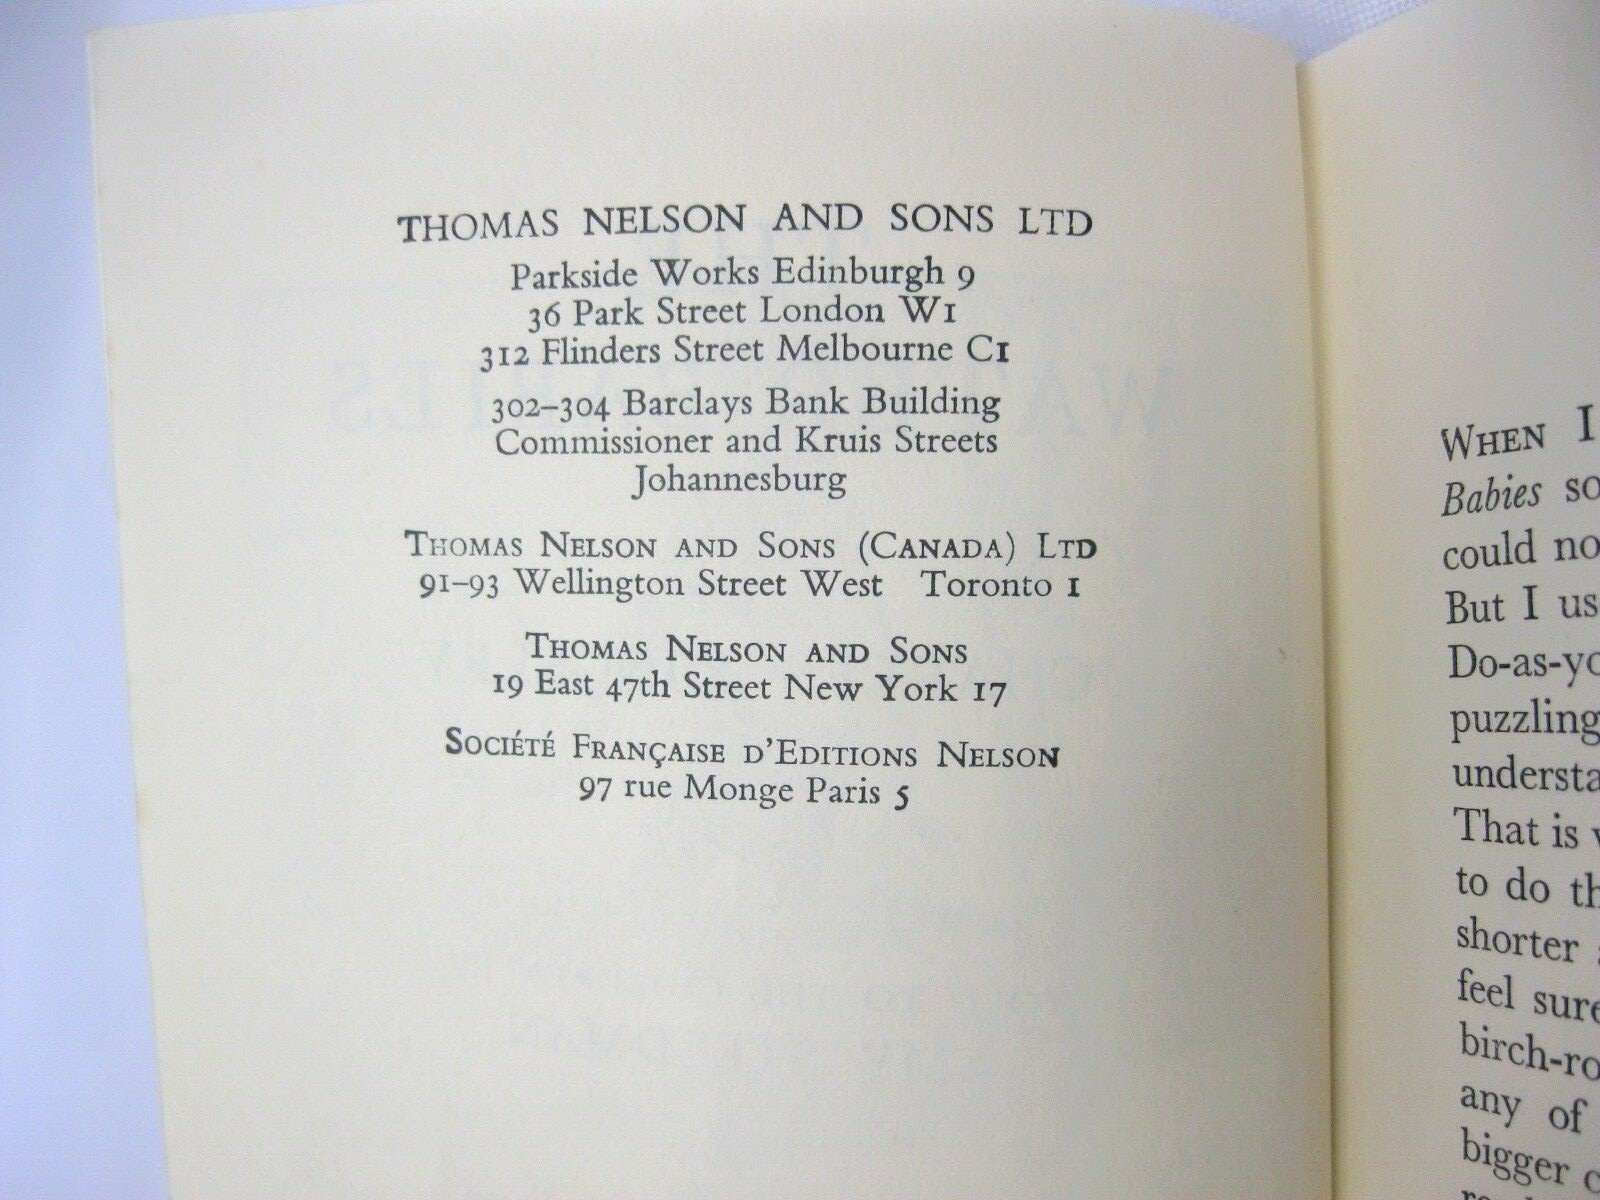 THOMAS NELSON AND SONS LTD
Parkside Works Edinburgh 9
36 Park Street London W1
312 Flinders Street Melbourne C1
302–304 Barclays Bank Building
Commissioner and Kruis Streets
Johannesburg
THOMAS NELSON AND SONS (CANADA) LTD
91–93 Wellington Street West Toronto 1
THOMAS NELSON AND SONS
19 East 47th Street New York 17
SOCIÉTÉ FRANÇAISE D'EDITIONS NELSON
97 rue Monge Paris 5
WHEN I
Babies
could
But I
puzzling
That is
to do
shorter
feel sure
any of
bigger